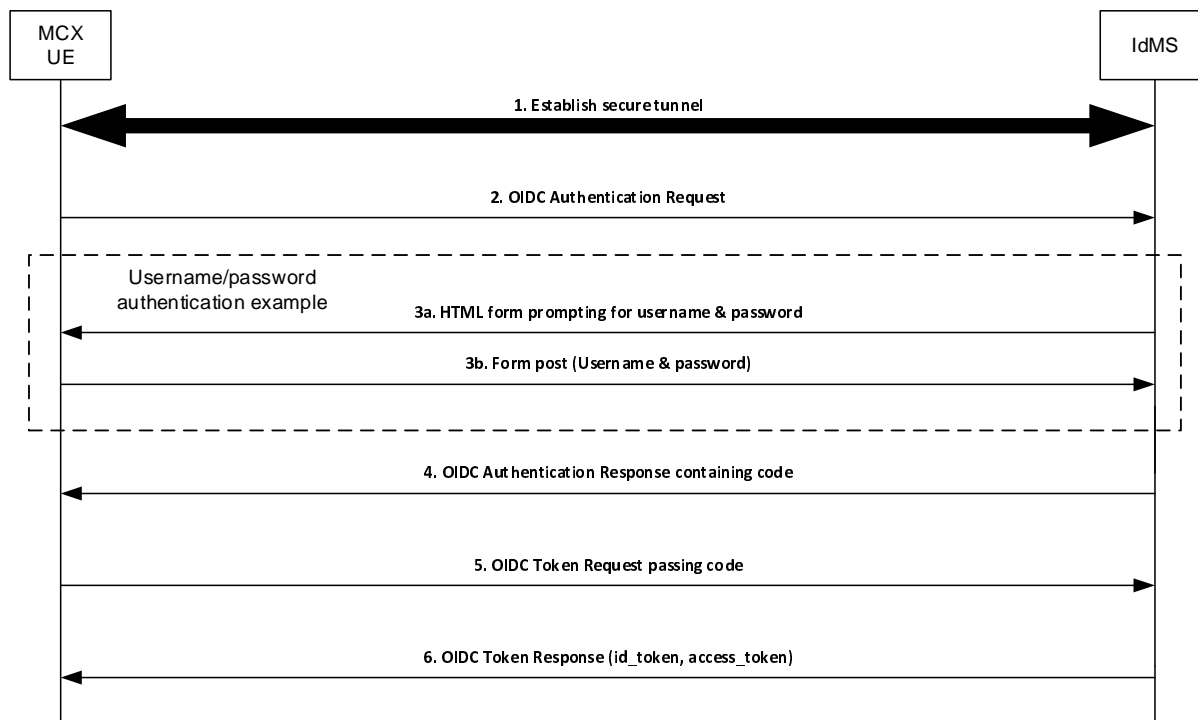 MCX
UE
IdMS
1. Establish secure tunnel
2. OIDC Authentication Request
Username/password
authentication example
3a. HTML form prompting for username & password
3b. Form post (Username & password)
4. OIDC Authentication Response containing code
5. OIDC Token Request passing code
6. OIDC Token Response (id_token, access_token)